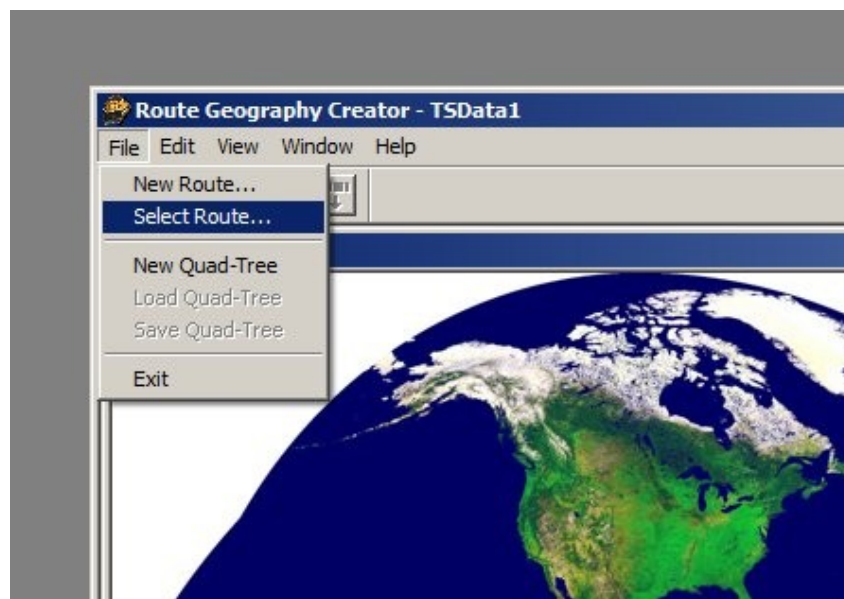 Route Geography Creator - TSData1
File Edit View Window Help
New Route...
Select Route...
New Quad-Tree
Load Quad-Tree
Save Quad-Tree
Exit